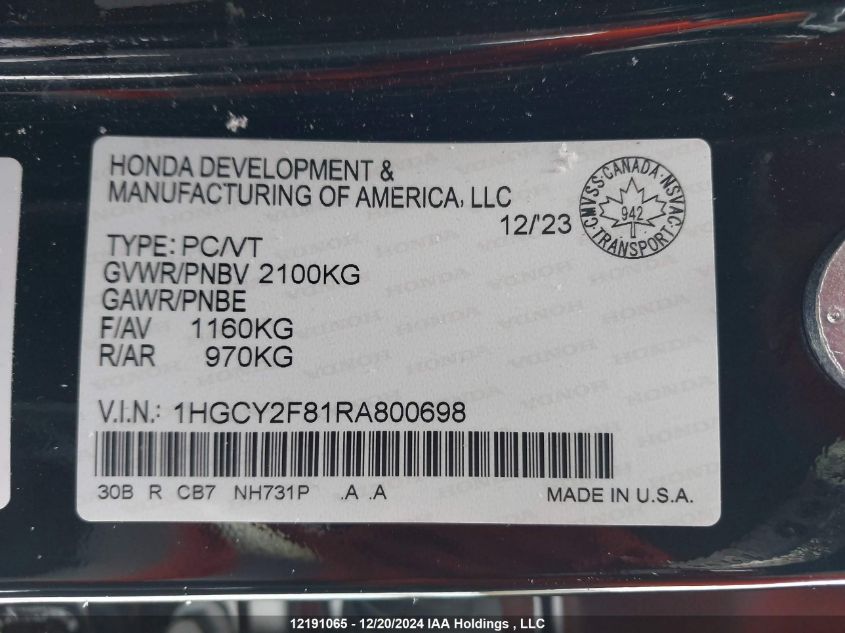 HONDA DEVELOPMENT &
MANUFACTURING OF AMERICA, LLC
12/'23
CMVSS · CANADA · NSVAC · TRANSPORT ·
942
TYPE: PC/VT
GVWR/PNBV 2100KG
GAWR/PNBE
F/AV 1160KG
R/AR 970KG
V.I.N.: 1HGCY2F81RA800698
30B R CB7 NH731P .A .A MADE IN U.S.A.
12191065 - 12/20/2024 IAA Holdings , LLC